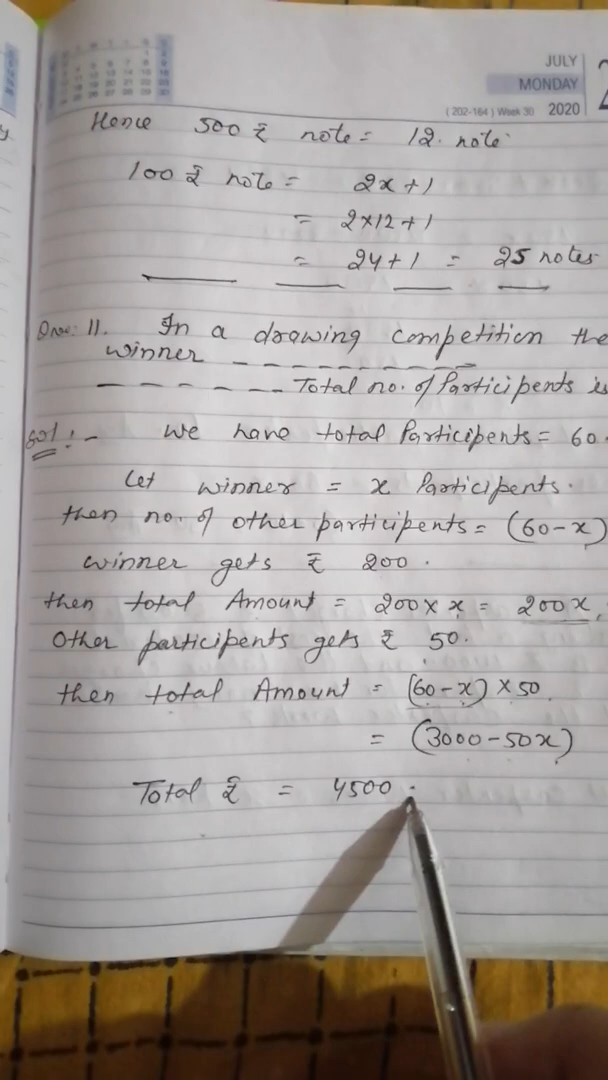 JULY
MONDAY
(202-164) Week 30 2020
Hence 500 ₹ note = 12. note
100 ₹ note = 2x+1
= 2×12+1
= 24+1 = 25 notes
Que: 11. In a drawing competition the
winner _ _ _ _ _ _ _ _ _ _
_ _ _ _ _ _ Total no. of Participents is
Sol:- we have total Participents = 60.
Let winner = x Participents.
then no. of other participents = (60-x)
winner gets ₹ 200.
then total Amount = 200×x = 200x,
Other participents gets ₹ 50.
then total Amount = (60-x)×50
= (3000-50x)
Total ₹ = 4500